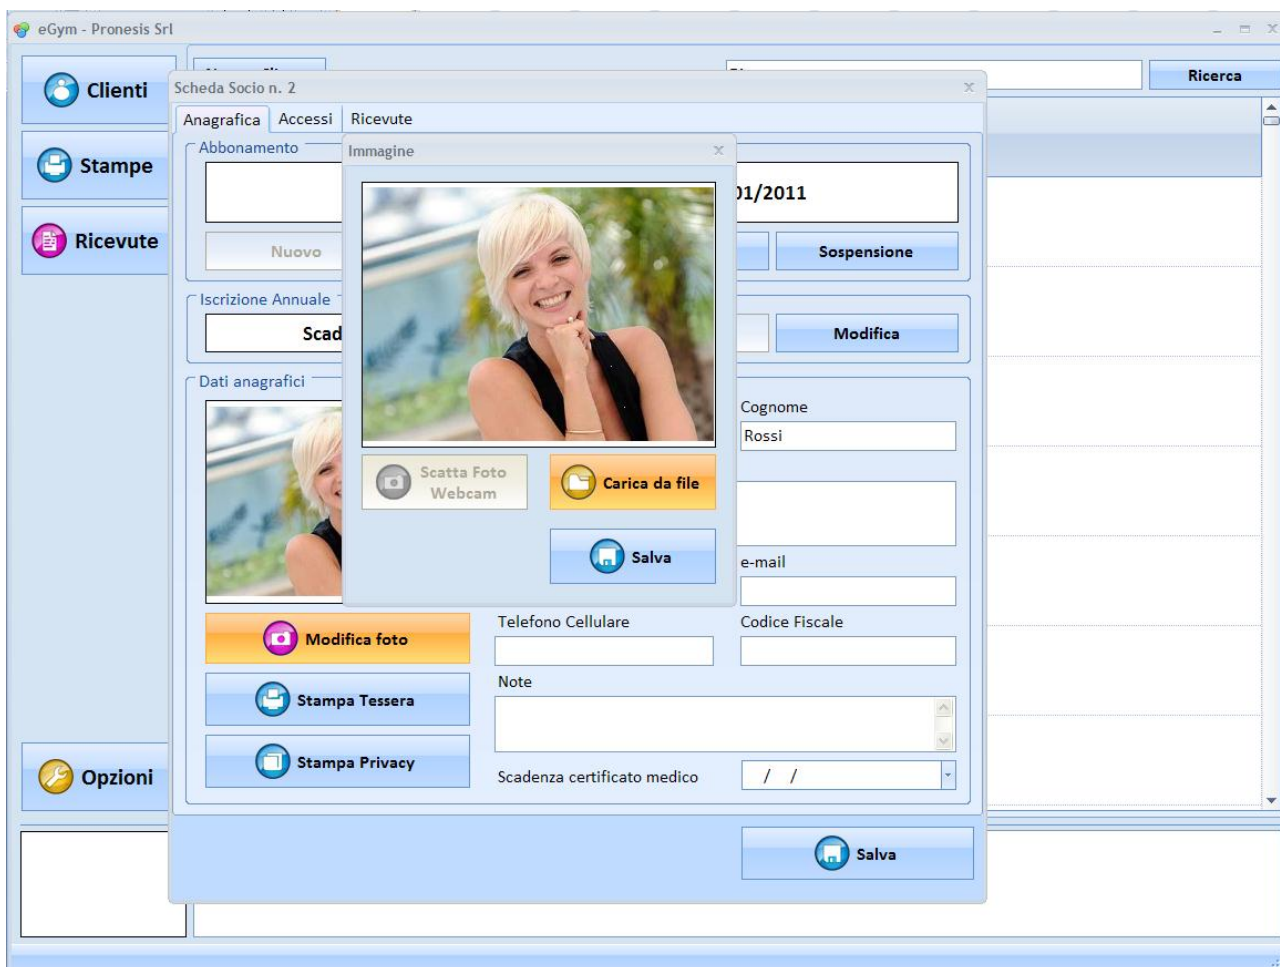 eGym - Pronesis Srl
Clienti
Ricerca
Stampe
Ricevute
Opzioni
Scheda Socio n. 2
Anagrafica Accessi Ricevute
Abbonamento
01/2011
Nuovo
Sospensione
Iscrizione Annuale
Scad
Modifica
Dati anagrafici
Cognome
Rossi
e-mail
Telefono Cellulare
Codice Fiscale
Modifica foto
Note
Stampa Tessera
Stampa Privacy
Scadenza certificato medico
/ /
Salva
Immagine
Scatta Foto
Webcam
Carica da file
Salva